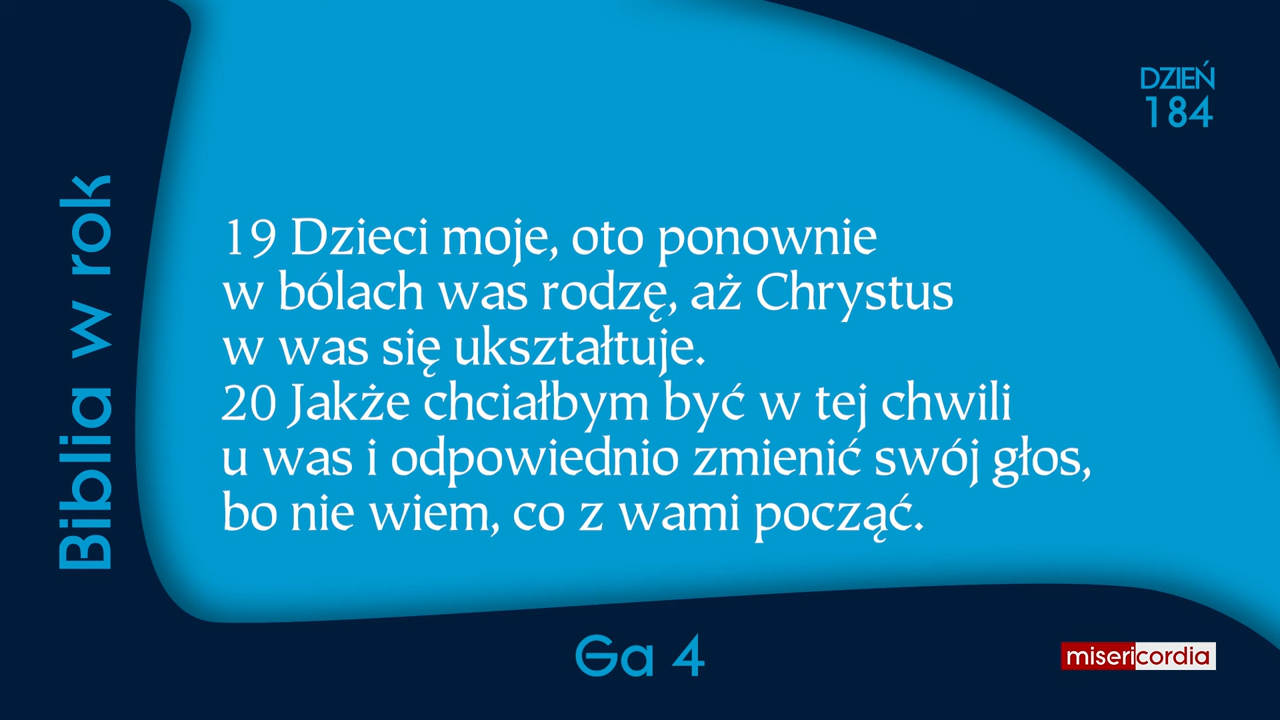 Biblia w rok
DZIEŃ
184
19 Dzieci moje, oto ponownie
w bólach was rodzę, aż Chrystus
w was się ukształtuje.
20 Jakże chciałbym być w tej chwili
u was i odpowiednio zmienić swój głos,
bo nie wiem, co z wami począć.
Ga 4
misericordia